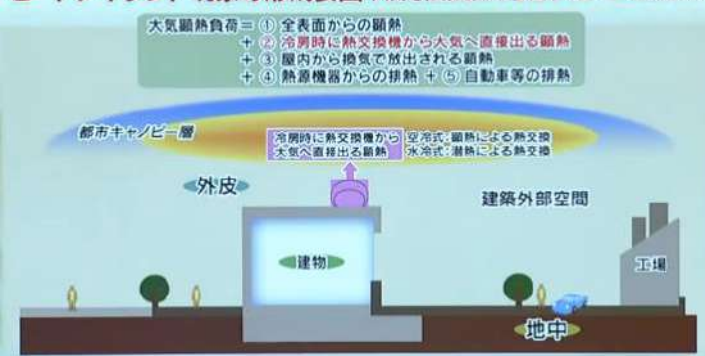 大気顕熱負荷＝ ① 全表面からの顕熱
＋ ② 冷房時に熱交換機から大気へ直接出る顕熱
＋ ③ 屋内から換気で放出される顕熱
＋ ④ 熱源機器からの排熱 ＋ ⑤ 自動車等の排熱
都市キャノピー層
冷房時に熱交換機から
大気へ直接出る顕熱
空冷式：顕熱による熱交換
水冷式：潜熱による熱交換
外皮
建築外部空間
建物
工場
地中